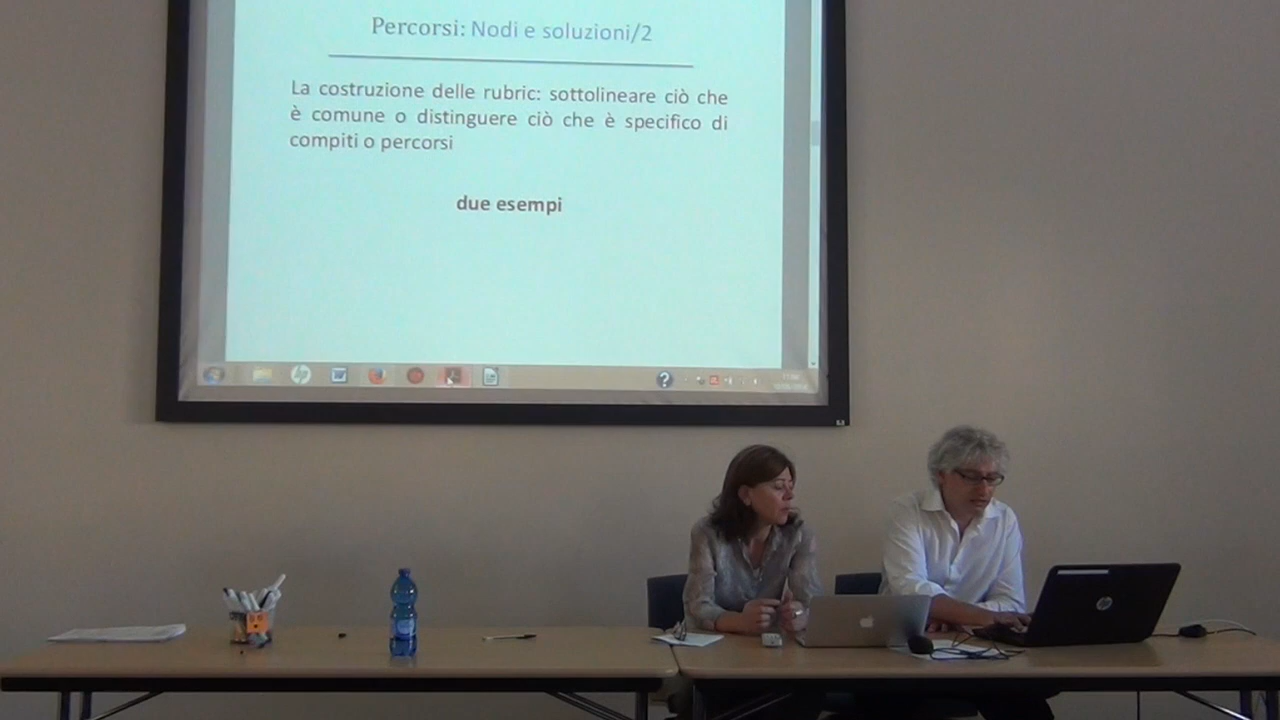 Percorsi: Nodi e soluzioni/2
La costruzione delle rubric: sottolineare ciò che
è comune o distinguere ciò che è specifico di
compiti o percorsi
due esempi